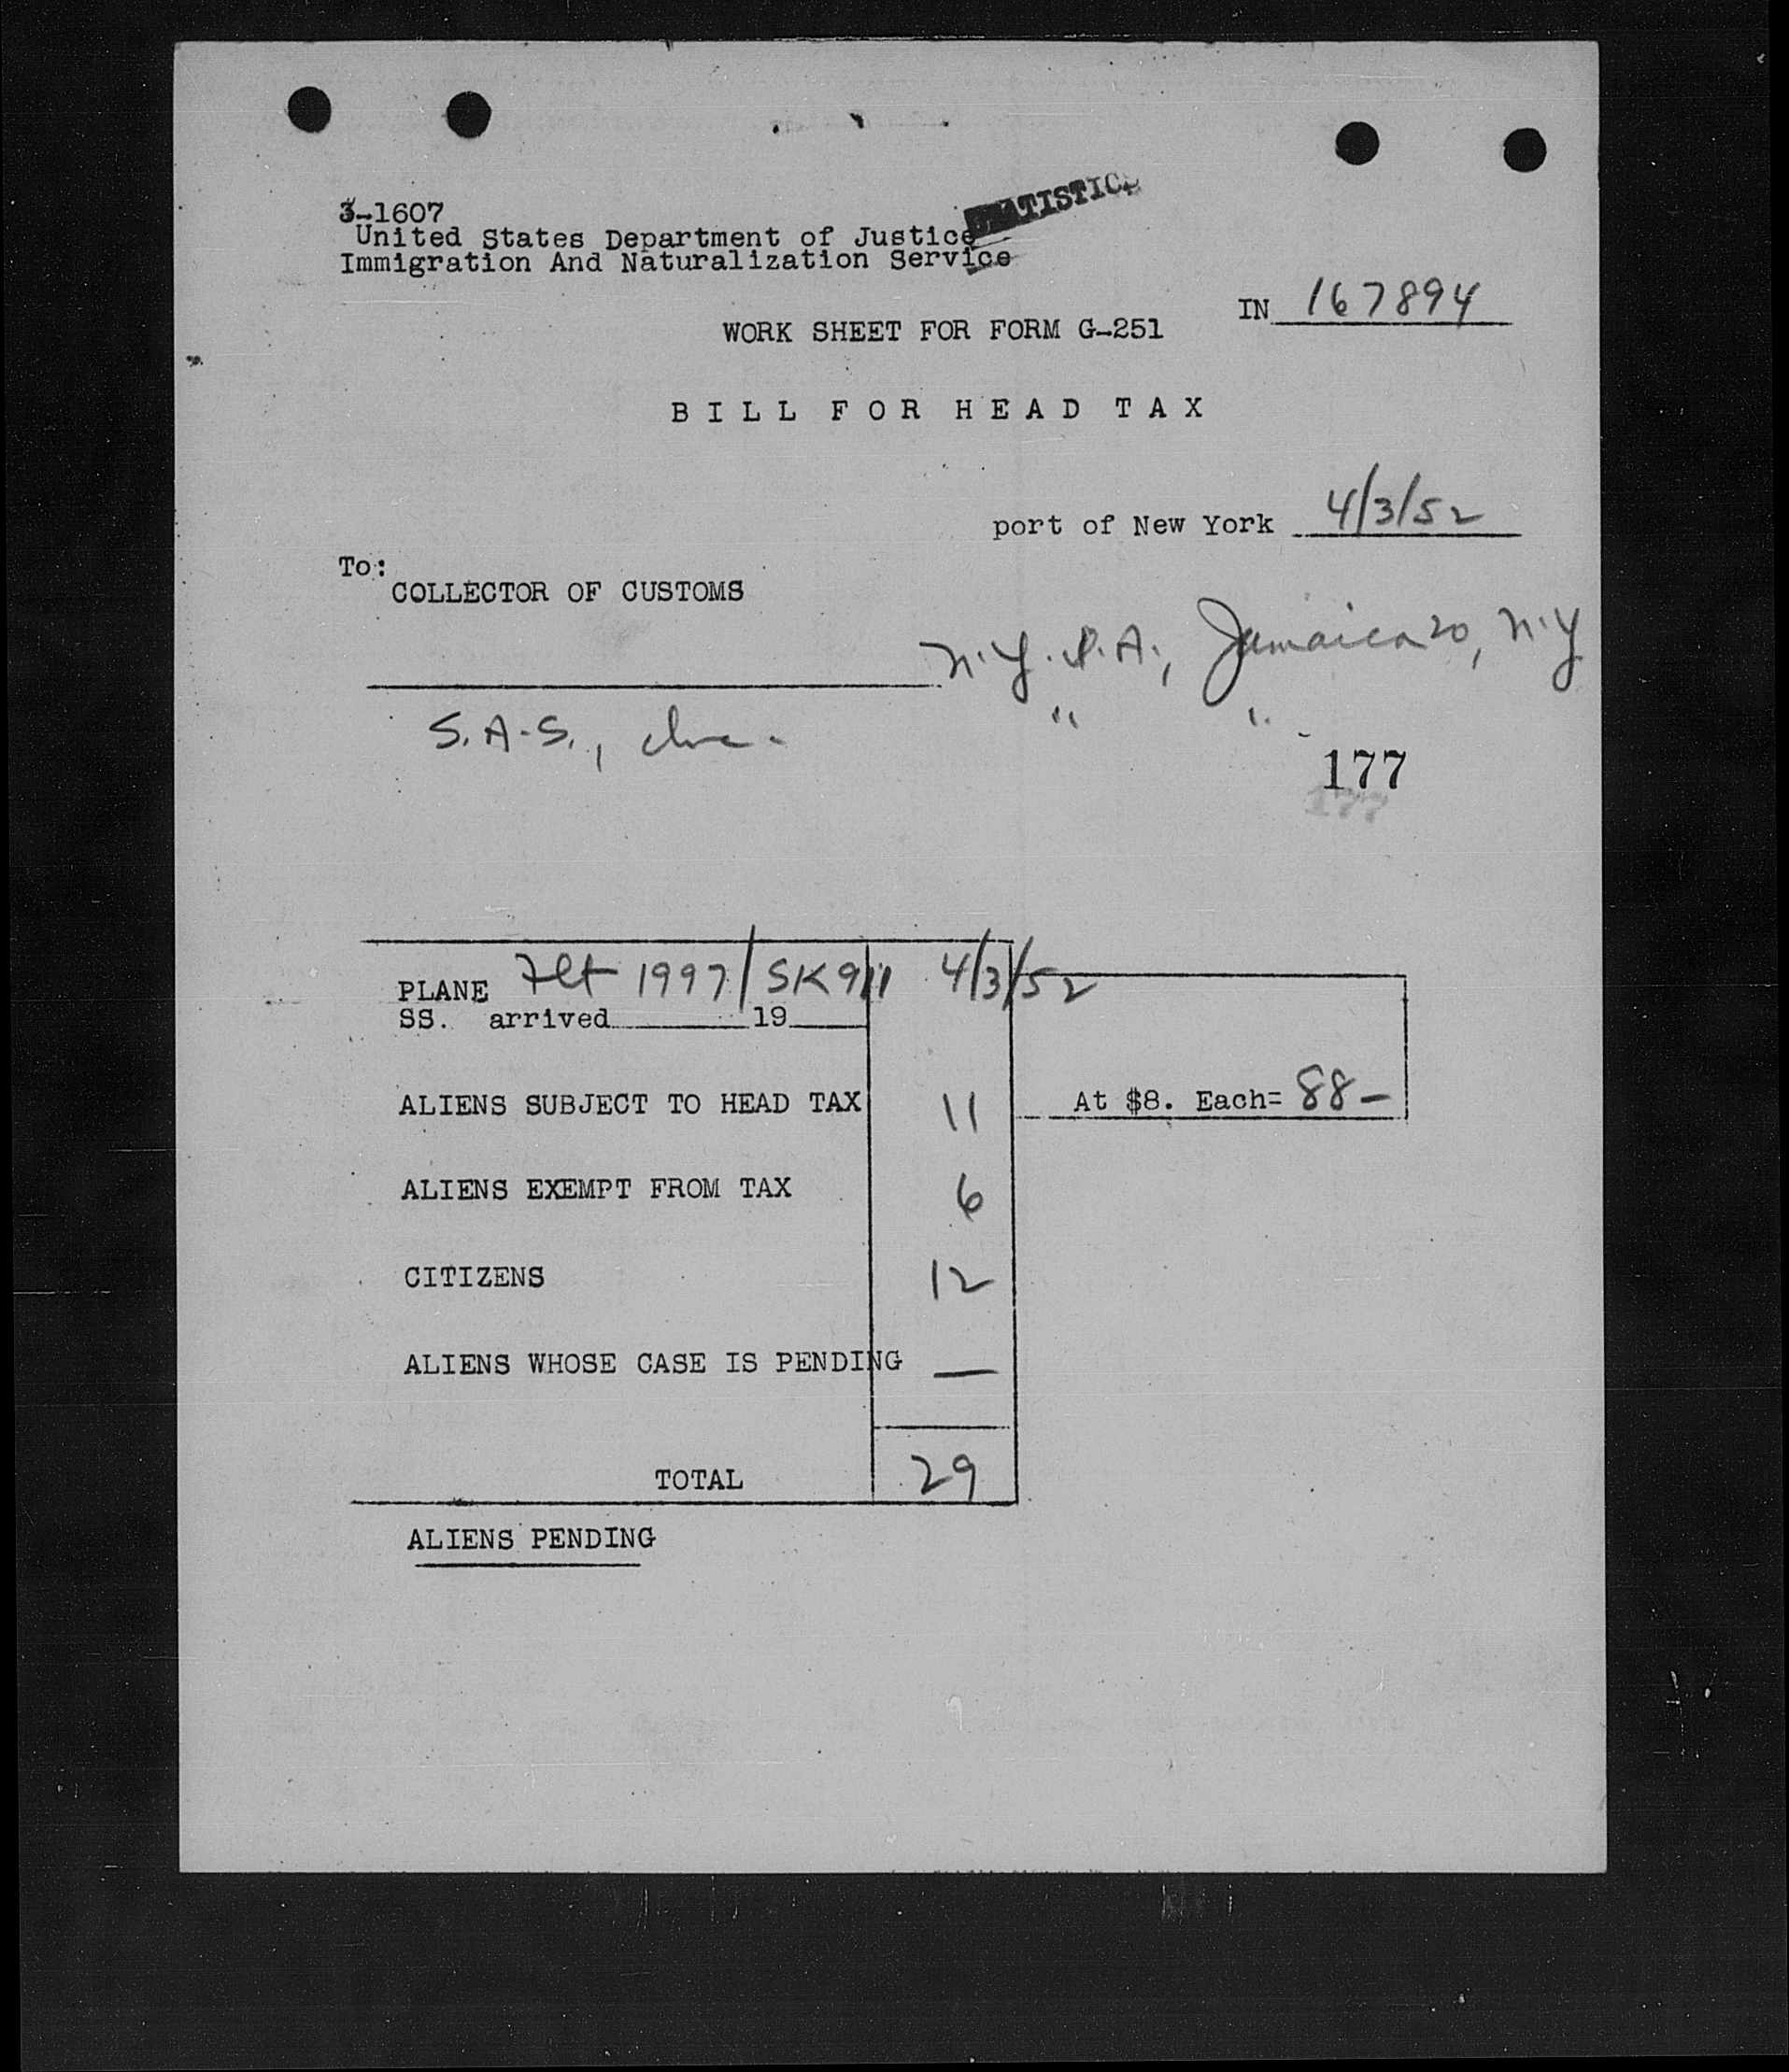 STATISTICS
3-1607
United States Department of Justice
Immigration And Naturalization Service
IN 167894
WORK SHEET FOR FORM G-251
BILL FOR HEAD TAX
port of New York 4/3/52
To:
COLLECTOR OF CUSTOMS
N.Y.I.A., Jamaica 20, N.Y
S.A.S., Inc. " "
177
177
PLANE Flt 1997/SK911 4/3/52
SS. arrived 19
ALIENS SUBJECT TO HEAD TAX 11 At $8. Each= 88-
ALIENS EXEMPT FROM TAX 6
CITIZENS 12
ALIENS WHOSE CASE IS PENDING —
TOTAL 29
ALIENS PENDING